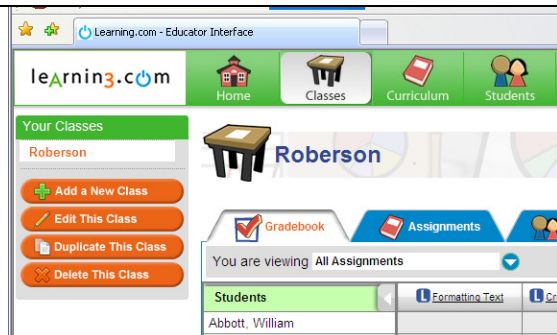 Learning.com - Educator Interface
learning.com
Home
Classes
Curriculum
Students
Your Classes
Roberson
Add a New Class
Edit This Class
Duplicate This Class
Delete This Class
Roberson
Gradebook
Assignments
You are viewing All Assignments
Students
L Formatting Text
L Cr
Abbott, William